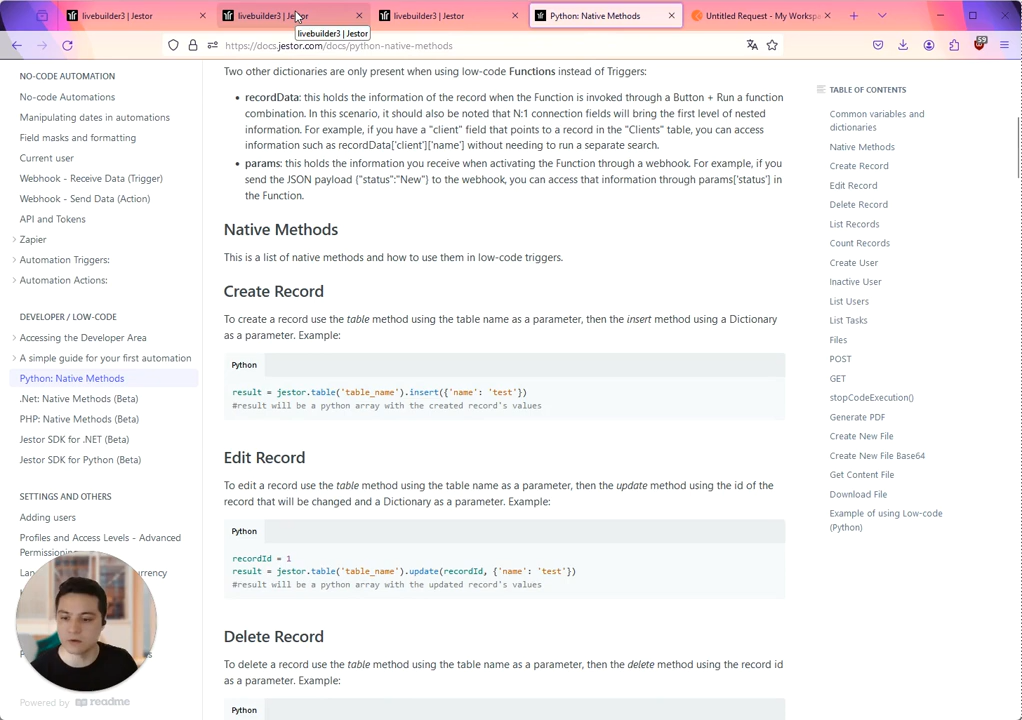 livebuilder3 | Jestor
livebuilder3 | Jestor
livebuilder3 | Jestor
Python: Native Methods
Untitled Request - My Worksp
livebuilder3 | Jestor
https://docs.jestor.com/docs/python-native-methods
NO-CODE AUTOMATION
No-code Automations
Manipulating dates in automations
Field masks and formatting
Current user
Webhook - Receive Data (Trigger)
Webhook - Send Data (Action)
API and Tokens
Zapier
Automation Triggers:
Automation Actions:
DEVELOPER / LOW-CODE
Accessing the Developer Area
A simple guide for your first automation
Python: Native Methods
.Net: Native Methods (Beta)
PHP: Native Methods (Beta)
Jestor SDK for .NET (Beta)
Jestor SDK for Python (Beta)
SETTINGS AND OTHERS
Adding users
Profiles and Access Levels - Advanced
Permissioning
Powered by readme
Two other dictionaries are only present when using low-code Functions instead of Triggers:
• recordData: this holds the information of the record when the Function is invoked through a Button + Run a function
combination. In this scenario, it should also be noted that N:1 connection fields will bring the first level of nested
information. For example, if you have a "client" field that points to a record in the "Clients" table, you can access
information such as recordData['client']['name'] without needing to run a separate search.
• params: this holds the information you receive when activating the Function through a webhook. For example, if you
send the JSON payload {"status":"New"} to the webhook, you can access that information through params['status'] in
the Function.
Native Methods
This is a list of native methods and how to use them in low-code triggers.
Create Record
To create a record use the table method using the table name as a parameter, then the insert method using a Dictionary
as a parameter. Example:
Python
result = jestor.table('table_name').insert({'name': 'test'})
#result will be a python array with the created record's values
Edit Record
To edit a record use the table method using the table name as a parameter, then the update method using the id of the
record that will be changed and a Dictionary as a parameter. Example:
Python
recordId = 1
result = jestor.table('table_name').update(recordId, {'name': 'test'})
#result will be a python array with the updated record's values
Delete Record
To delete a record use the table method using the table name as a parameter, then the delete method using the record id
as a parameter. Example:
Python
TABLE OF CONTENTS
Common variables and
dictionaries
Native Methods
Create Record
Edit Record
Delete Record
List Records
Count Records
Create User
Inactive User
List Users
List Tasks
Files
POST
GET
stopCodeExecution()
Generate PDF
Create New File
Create New File Base64
Get Content File
Download File
Example of using Low-code
(Python)